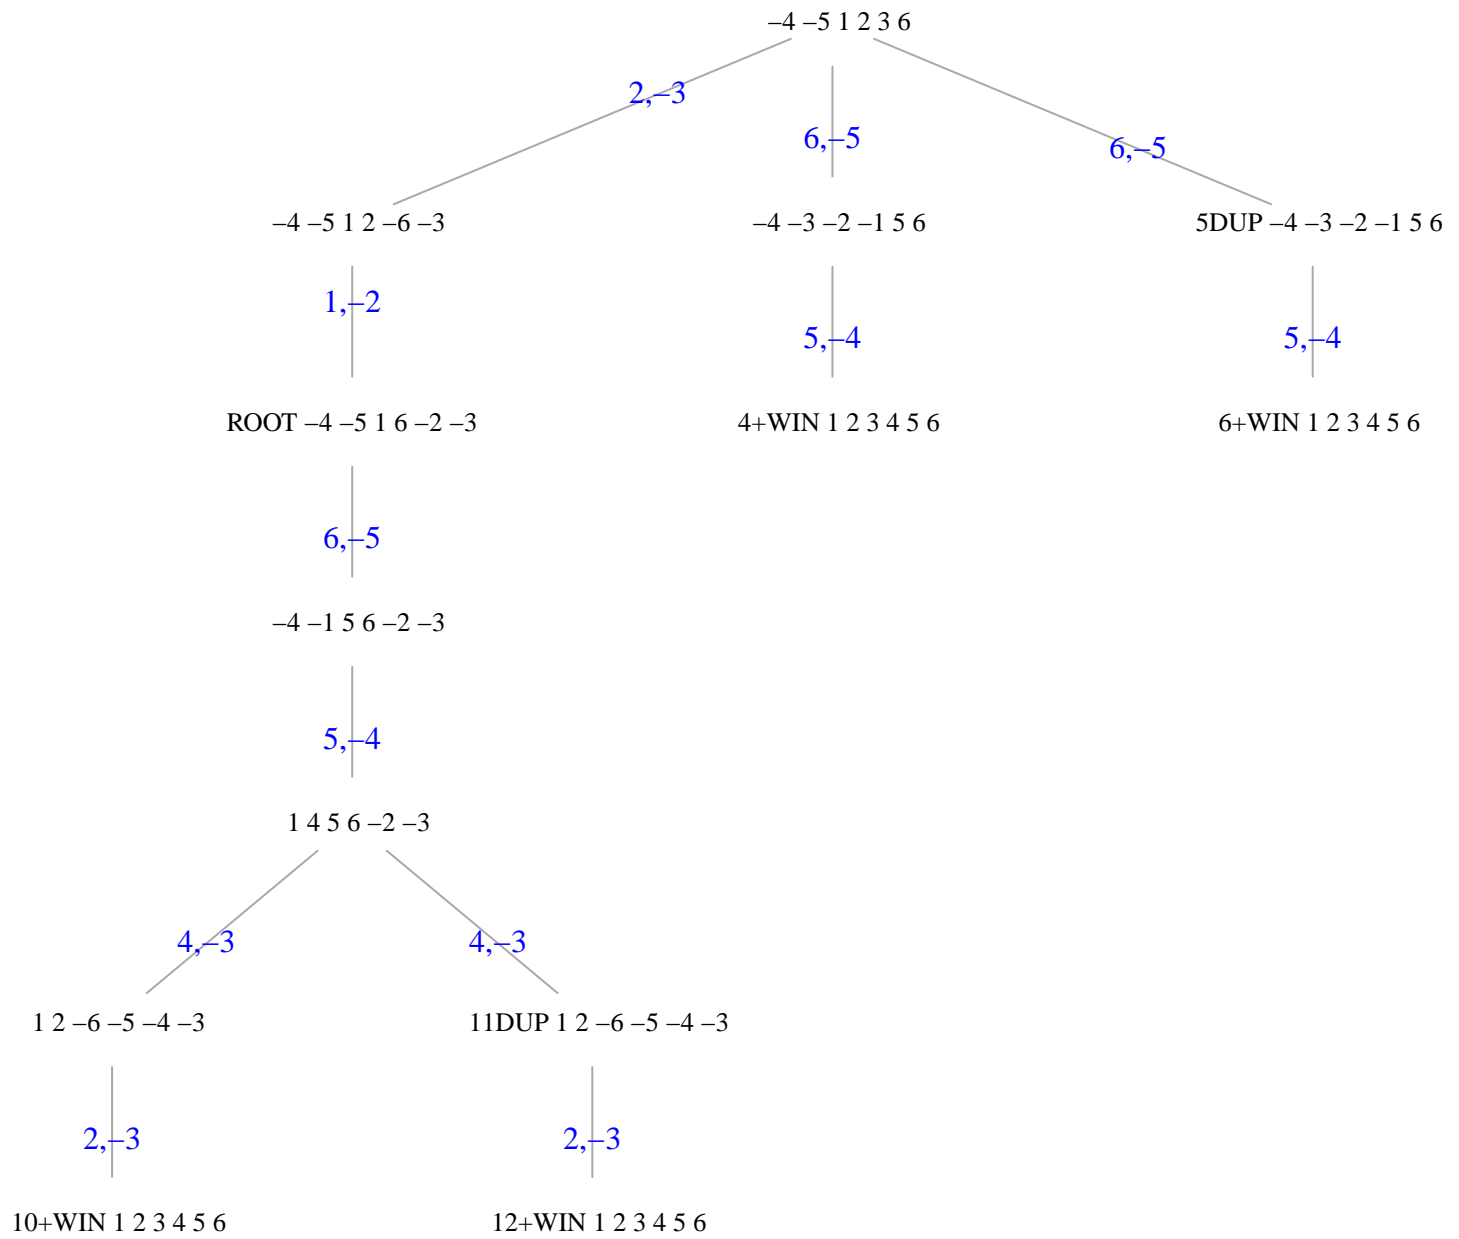 –4 –5 1 2 3 6
2,–3
6,–5
6,–5
–4 –5 1 2 –6 –3
–4 –3 –2 –1 5 6
5DUP –4 –3 –2 –1 5 6
1,–2
5,–4
5,–4
ROOT –4 –5 1 6 –2 –3
4+WIN 1 2 3 4 5 6
6+WIN 1 2 3 4 5 6
6,–5
–4 –1 5 6 –2 –3
5,–4
1 4 5 6 –2 –3
4,–3
4,–3
1 2 –6 –5 –4 –3
11DUP 1 2 –6 –5 –4 –3
2,–3
2,–3
10+WIN 1 2 3 4 5 6
12+WIN 1 2 3 4 5 6